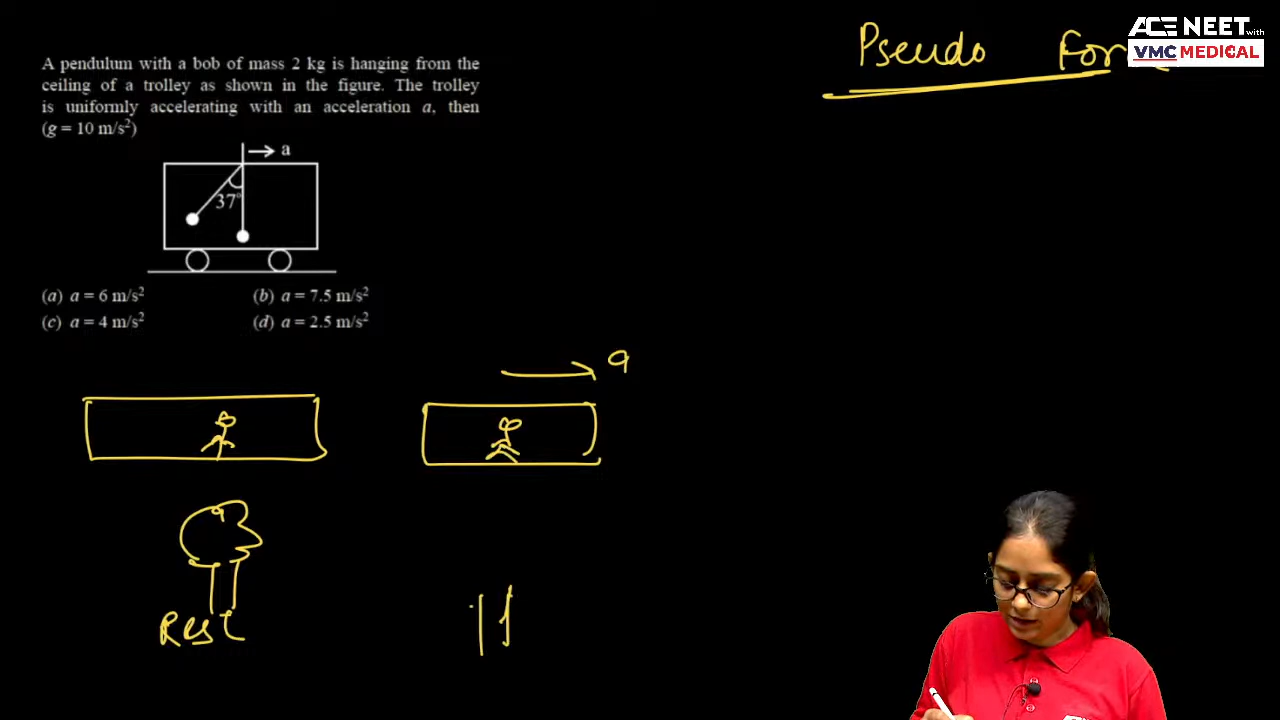 Pseudo For
ACE NEET with
VMC MEDICAL
A pendulum with a bob of mass 2 kg is hanging from the
ceiling of a trolley as shown in the figure. The trolley
is uniformly accelerating with an acceleration a, then
(g = 10 m/s²)
a
37°
(a) a = 6 m/s² (b) a = 7.5 m/s²
(c) a = 4 m/s² (d) a = 2.5 m/s²
a
Rest